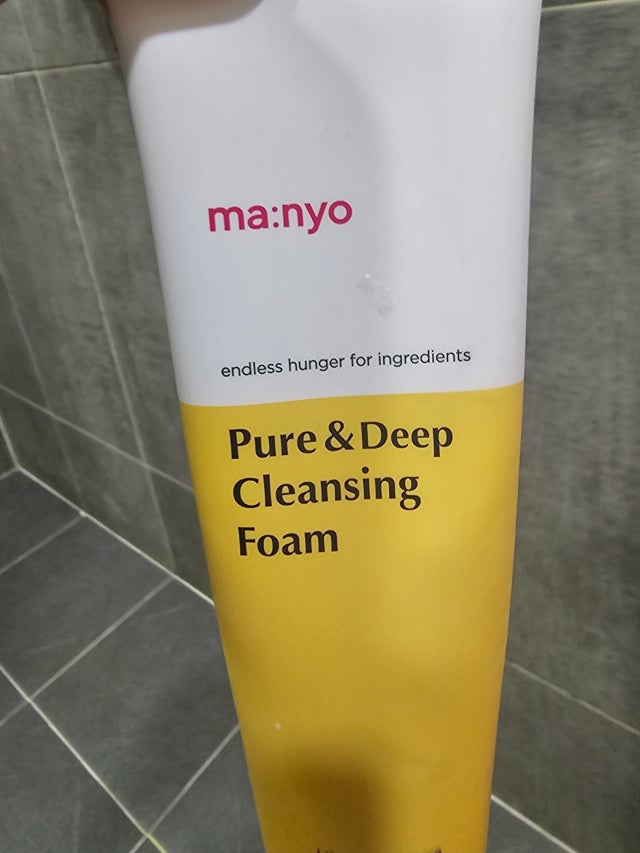 ma:nyo
endless hunger for ingredients
Pure & Deep
Cleansing
Foam